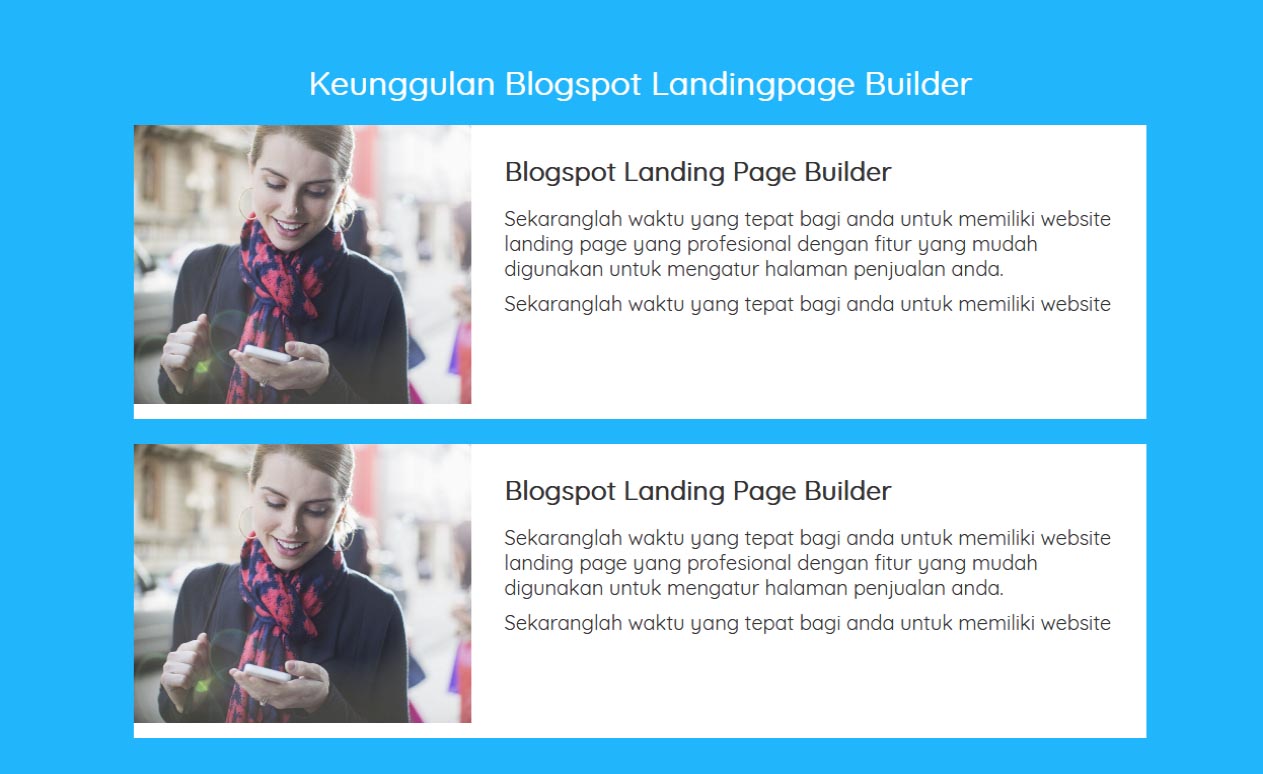 Keunggulan Blogspot Landingpage Builder
Blogspot Landing Page Builder
Sekaranglah waktu yang tepat bagi anda untuk memiliki website
landing page yang profesional dengan fitur yang mudah
digunakan untuk mengatur halaman penjualan anda.
Sekaranglah waktu yang tepat bagi anda untuk memiliki website
Blogspot Landing Page Builder
Sekaranglah waktu yang tepat bagi anda untuk memiliki website
landing page yang profesional dengan fitur yang mudah
digunakan untuk mengatur halaman penjualan anda.
Sekaranglah waktu yang tepat bagi anda untuk memiliki website